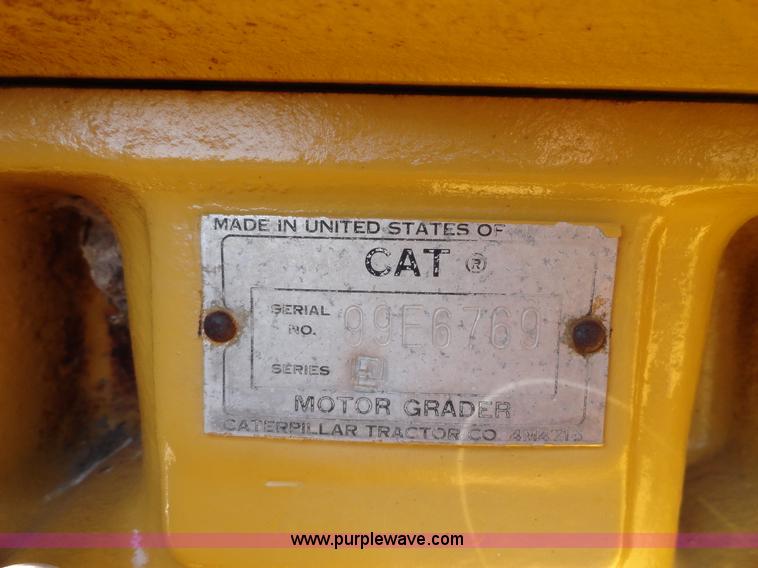 MADE IN UNITED STATES OF
CAT ®
SERIAL NO. 99E6769
SERIES E
MOTOR GRADER
CATERPILLAR TRACTOR CO.
www.purplewave.com